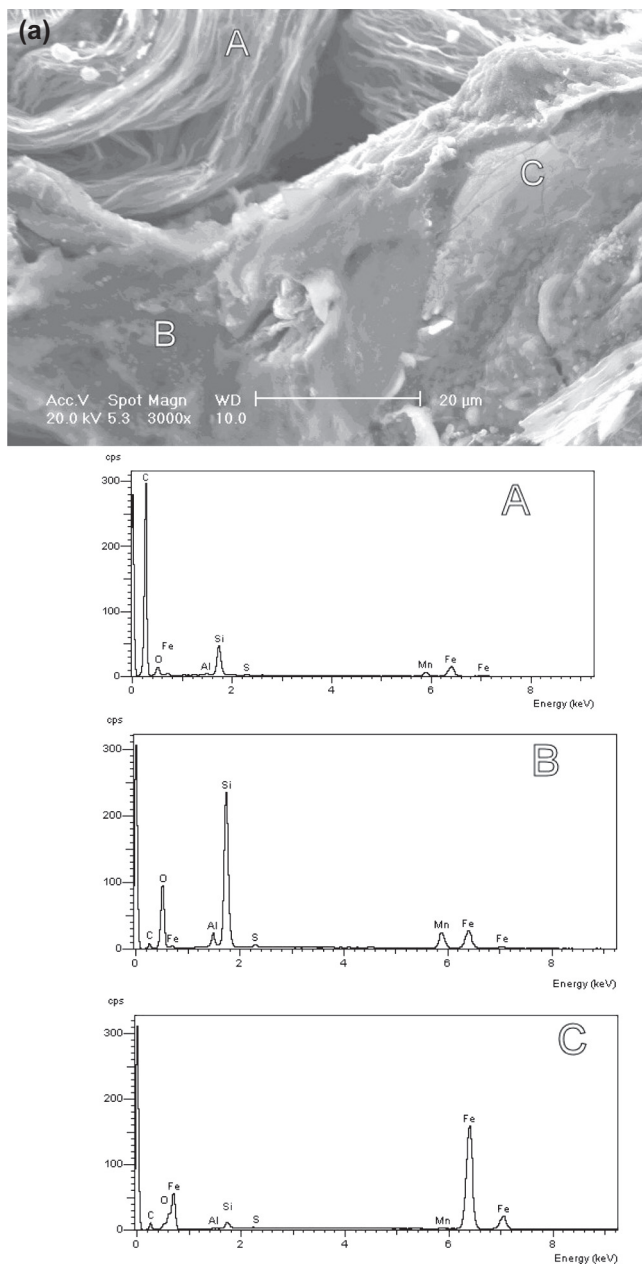 (a)
A
C
B
Acc.V Spot Magn WD 20 µm
20.0 kV 5.3 3000x 10.0
cps
A
300
200
100
0
C
O
Fe
Al
Si
S
Mn
Fe
Fe
0 2 4 6 8
Energy (keV)
cps
B
300
200
100
0
C
O
Fe
Al
Si
S
Mn
Fe
Fe
0 2 4 6 8
Energy (keV)
cps
C
300
200
100
0
C
O
Fe
Al
Si
S
Mn
Fe
Fe
0 2 4 6 8
Energy (keV)